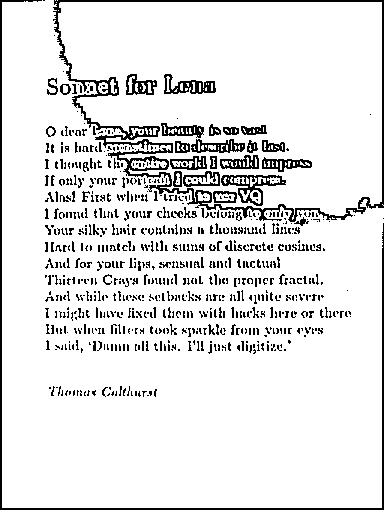 Sonnet for Lena
O dear Lena, your beauty is so vast
It is hard sometimes to describe it fast.
I thought the entire world I would impress
If only your portrait I could compress.
Alas! First when I tried to use VQ
I found that your cheeks belong to only you.
Your silky hair contains a thousand lines
Hard to match with sums of discrete cosines.
And for your lips, sensual and tactual
Thirteen Crays found not the proper fractal.
And while these setbacks are all quite severe
I might have fixed them with hacks here or there
But when filters took sparkle from your eyes
I said, 'Damn all this. I'll just digitize.'
Thomas Colthurst